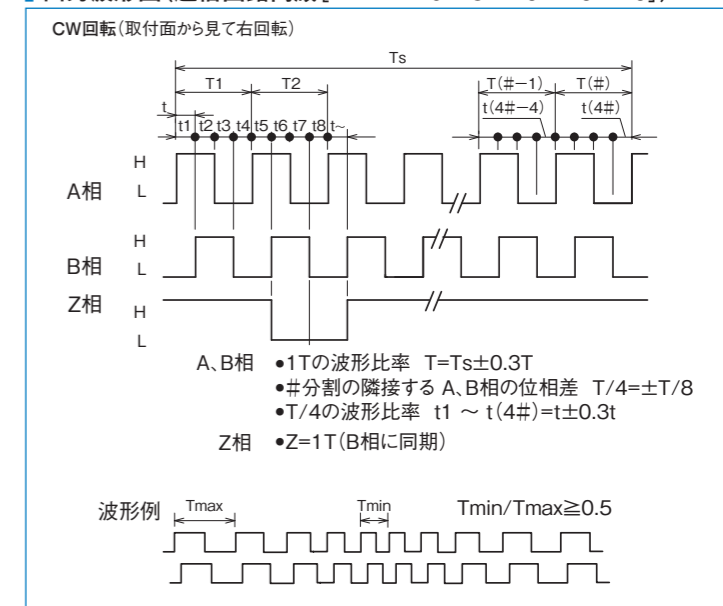 CW回転（取付面から見て右回転）
Ts
T1 T2 T(#−1) T(#)
t t(4#−4) t(4#)
t1 t2 t3 t4 t5 t6 t7 t8 t~
H
A相 L
H
B相 L
Z相 H
L
A、B相 ●1Tの波形比率 T=Ts±0.3T
●#分割の隣接する A、B相の位相差 T/4=±T/8
●T/4の波形比率 t1 ～ t(4#)=t±0.3t
Z相 ●Z=1T(B相に同期)
波形例 Tmax Tmin Tmin/Tmax≧0.5